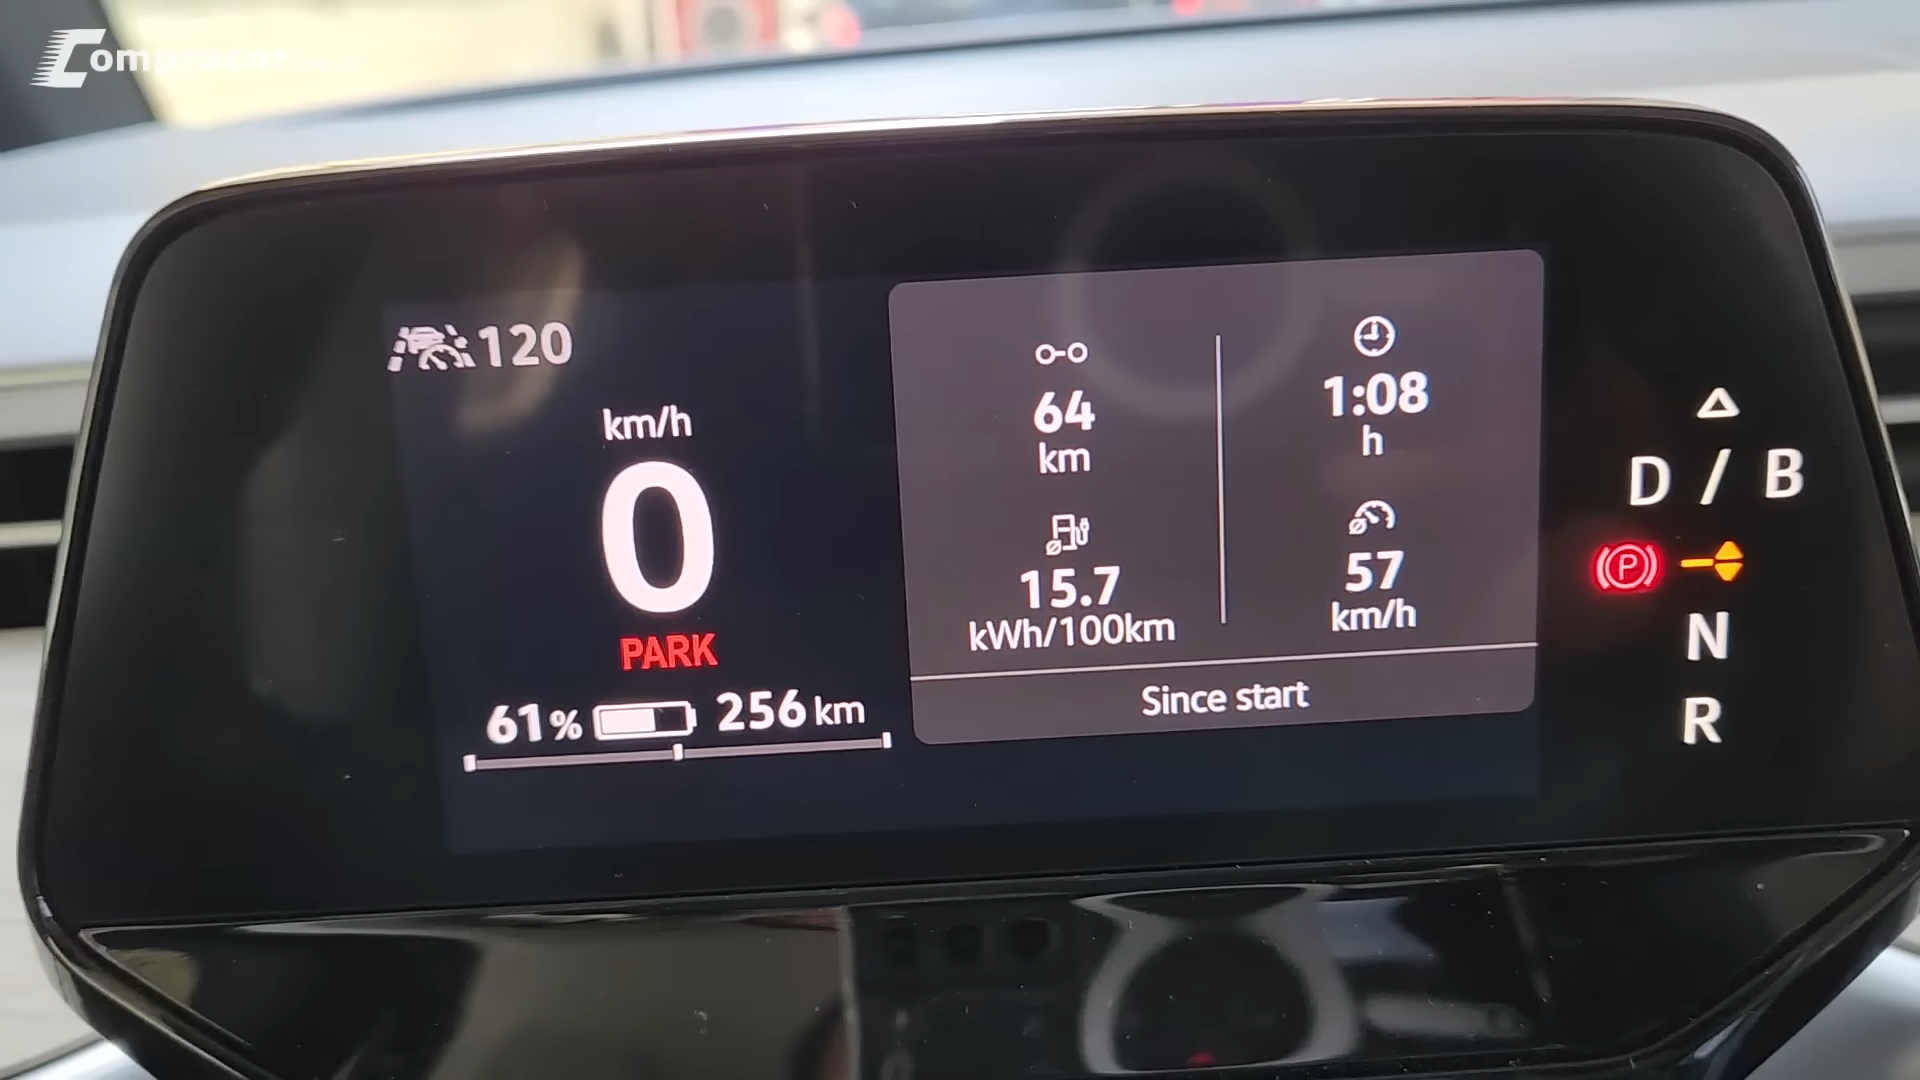 Compracar
120
km/h
0
PARK
61% 256 km
64
km
15.7
kWh/100km
1:08
h
57
km/h
Since start
D / B
P
N
R